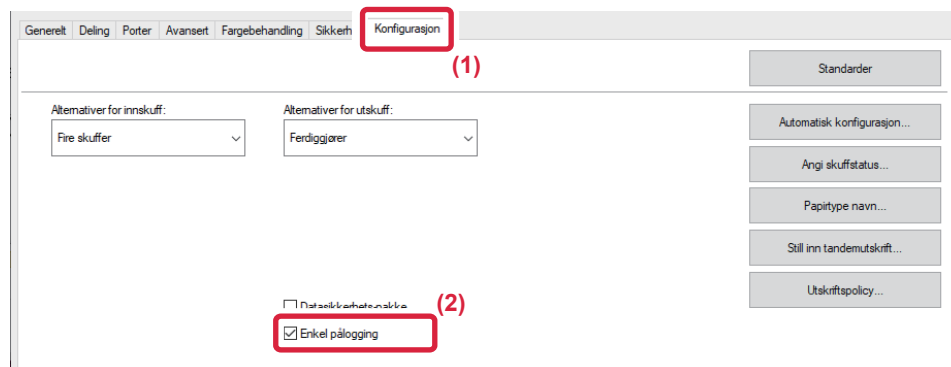 Generelt Deling Porter Avansert Fargebehandling Sikkerh Konfigurasjon
(1)
Standarder
Alternativer for innskuff: Alternativer for utskuff:
Fire skuffer Ferdiggjører
Automatisk konfigurasjon...
Angi skuffstatus...
Papirtype navn...
Still inn tandemutskrift...
Utskriftspolicy...
Datasikkerhets-pakke
(2)
Enkel pålogging